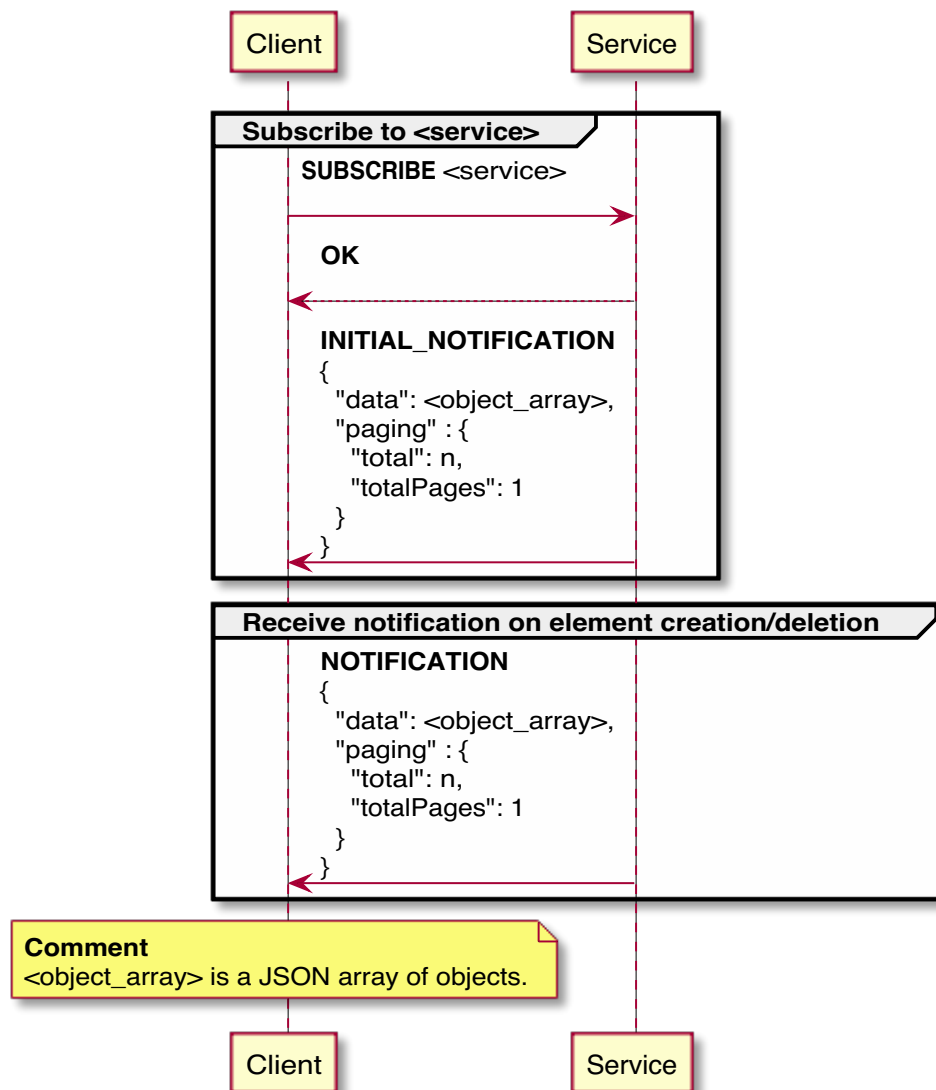 Client
Service
Subscribe to <service>
SUBSCRIBE <service>
OK
INITIAL_NOTIFICATION
{
"data": <object_array>,
"paging" : {
"total": n,
"totalPages": 1
}
}
Receive notification on element creation/deletion
NOTIFICATION
{
"data": <object_array>,
"paging" : {
"total": n,
"totalPages": 1
}
}
Comment
<object_array> is a JSON array of objects.
Client
Service